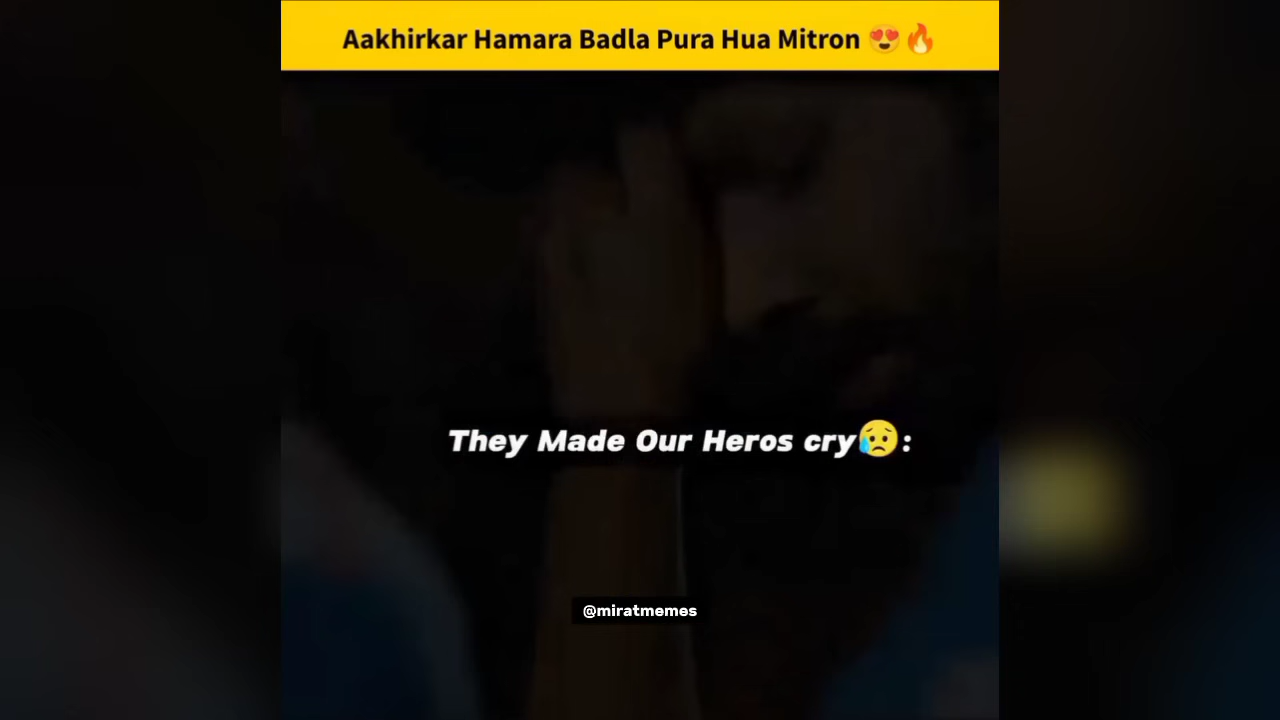 Aakhirkar Hamara Badla Pura Hua Mitron 😍🔥
They Made Our Heros cry😥:
@miratmemes